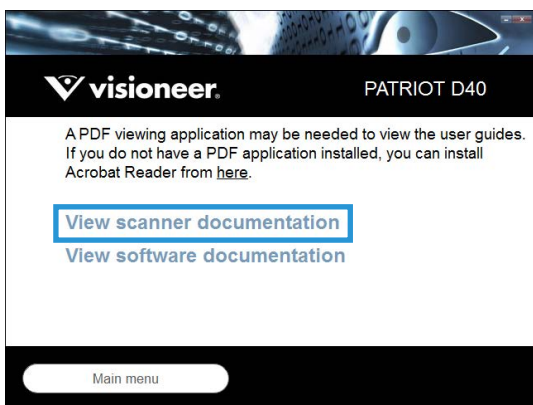 visioneer®
PATRIOT D40
A PDF viewing application may be needed to view the user guides.
If you do not have a PDF application installed, you can install
Acrobat Reader from here.
View scanner documentation
View software documentation
Main menu